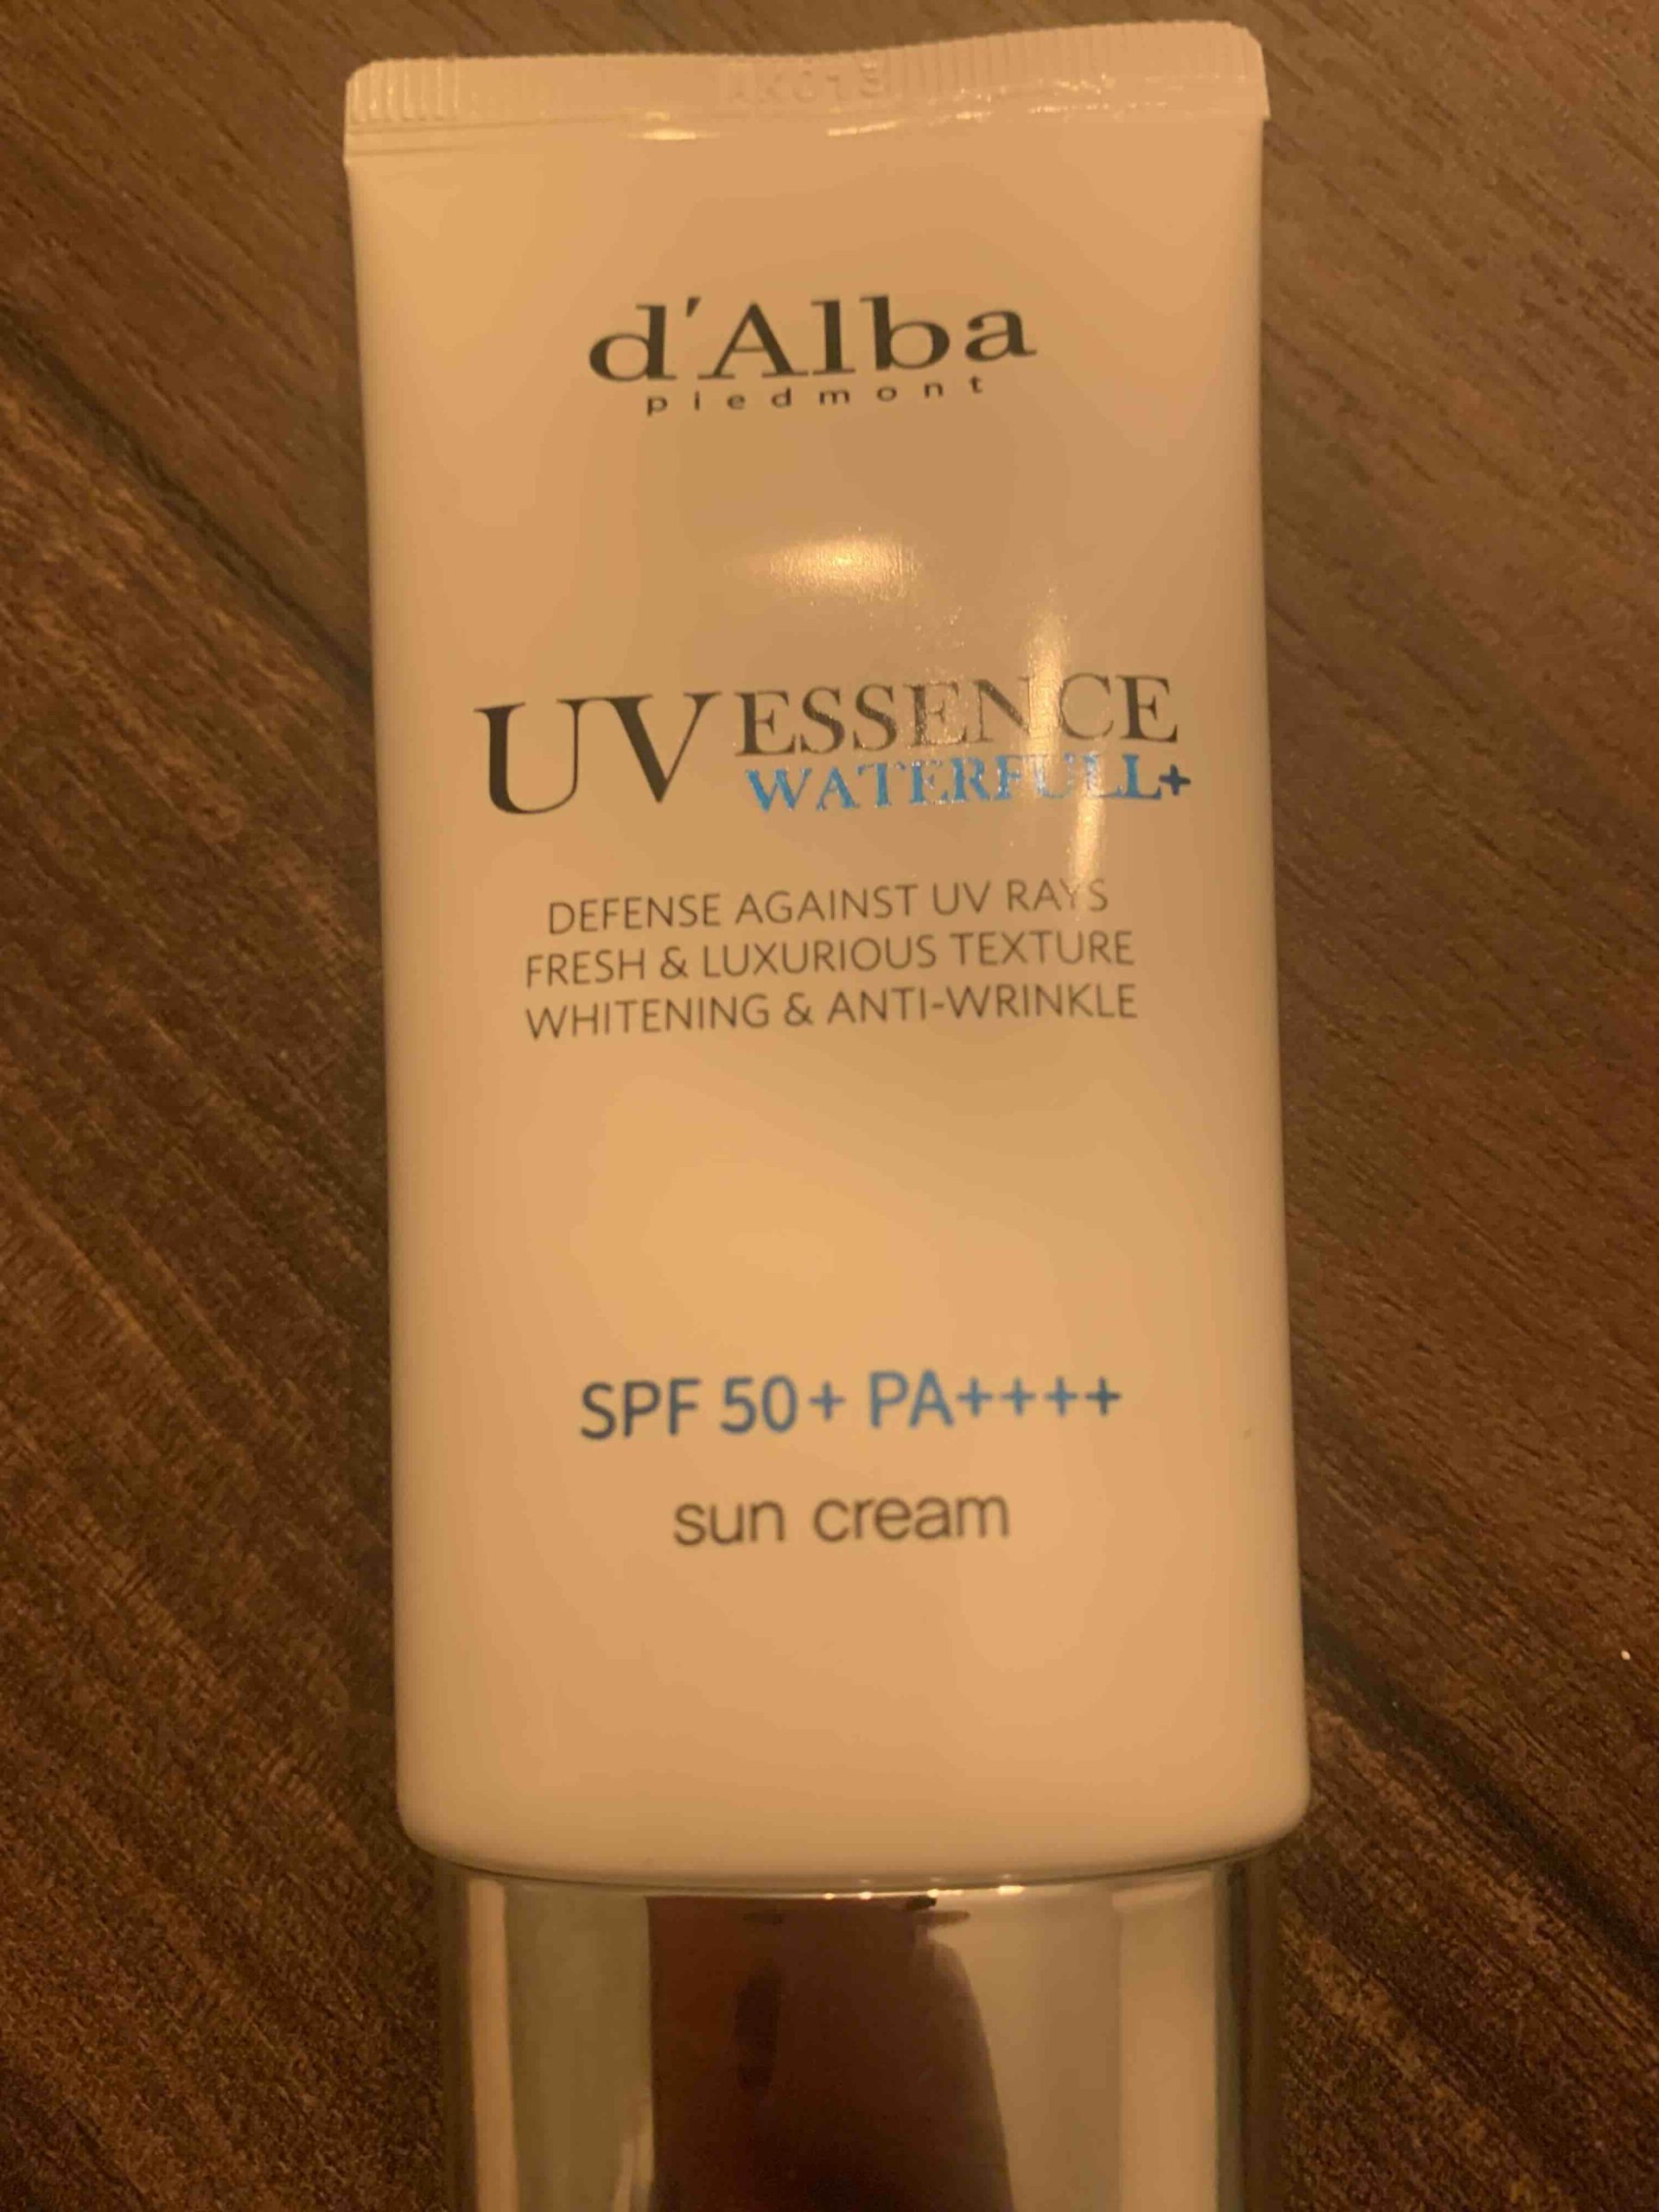 d'Alba
piedmont
UV ESSENCE
WATERFULL+
DEFENSE AGAINST UV RAYS
FRESH & LUXURIOUS TEXTURE
WHITENING & ANTI-WRINKLE
SPF 50+ PA++++
sun cream